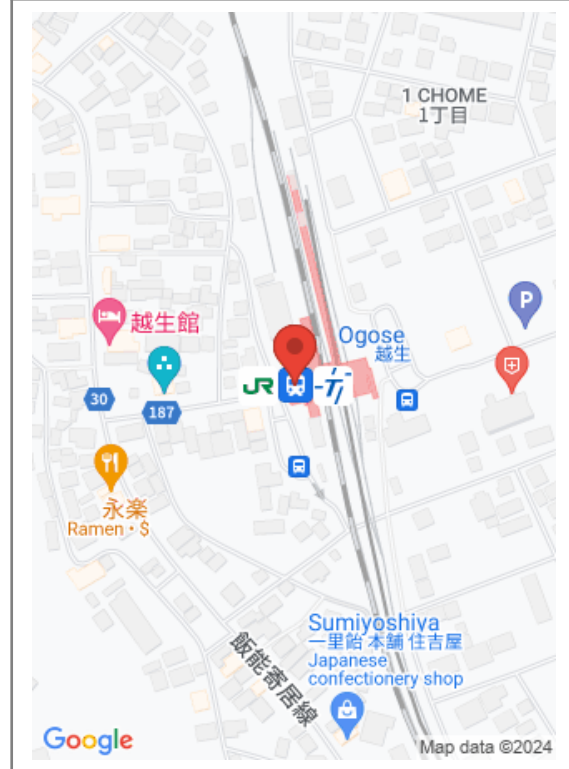 1 CHOME
1丁目
Ogose
越生
P
越生館
JR
30
187
永楽
Ramen • $
飯能寄居線
Sumiyoshiya
一里飴 本舗 住吉屋
Japanese
confectionery shop
Google
Map data ©2024